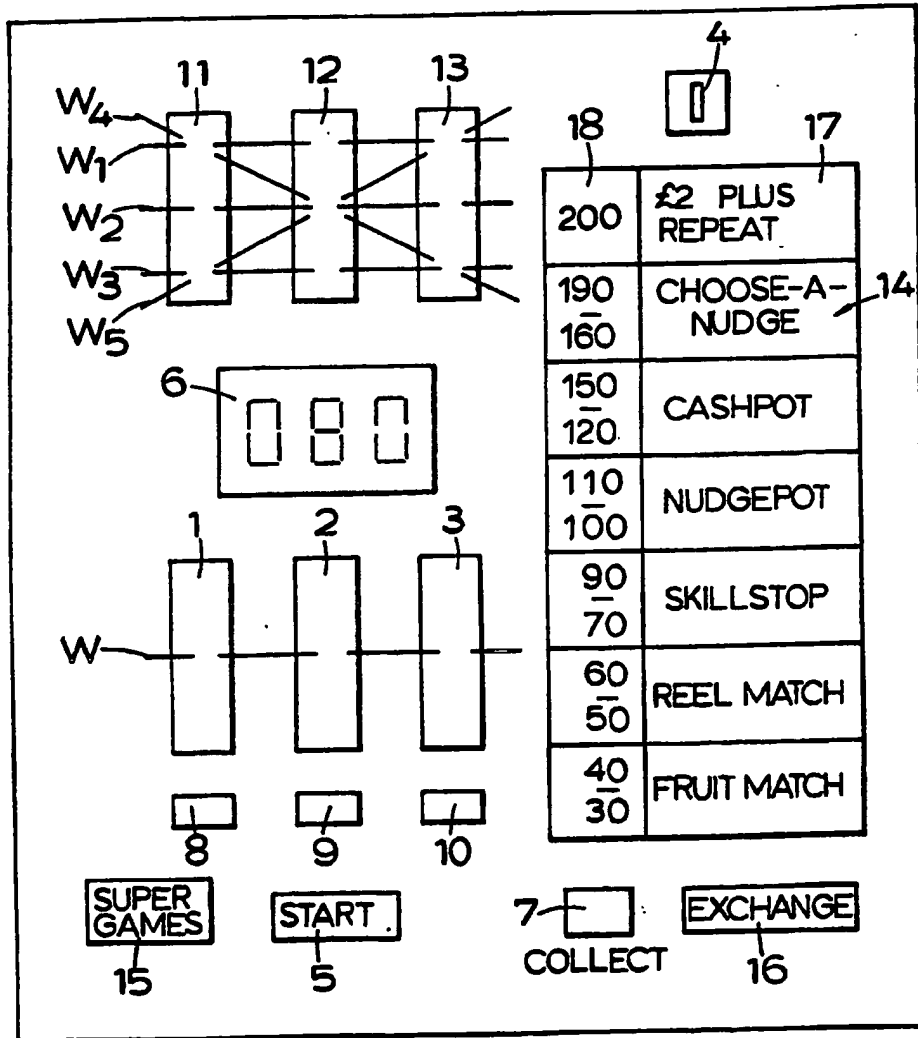 4
11
12
13
W4
W1
W2
W3
W5
18
17
200
£2 PLUS
REPEAT
190
–
160
CHOOSE-A-
NUDGE
14
150
–
120
CASHPOT
110
–
100
NUDGEPOT
90
–
70
SKILLSTOP
60
–
50
REEL MATCH
40
–
30
FRUIT MATCH
6
080
1
2
3
W
8
9
10
SUPER
GAMES
15
START
5
7
COLLECT
EXCHANGE
16